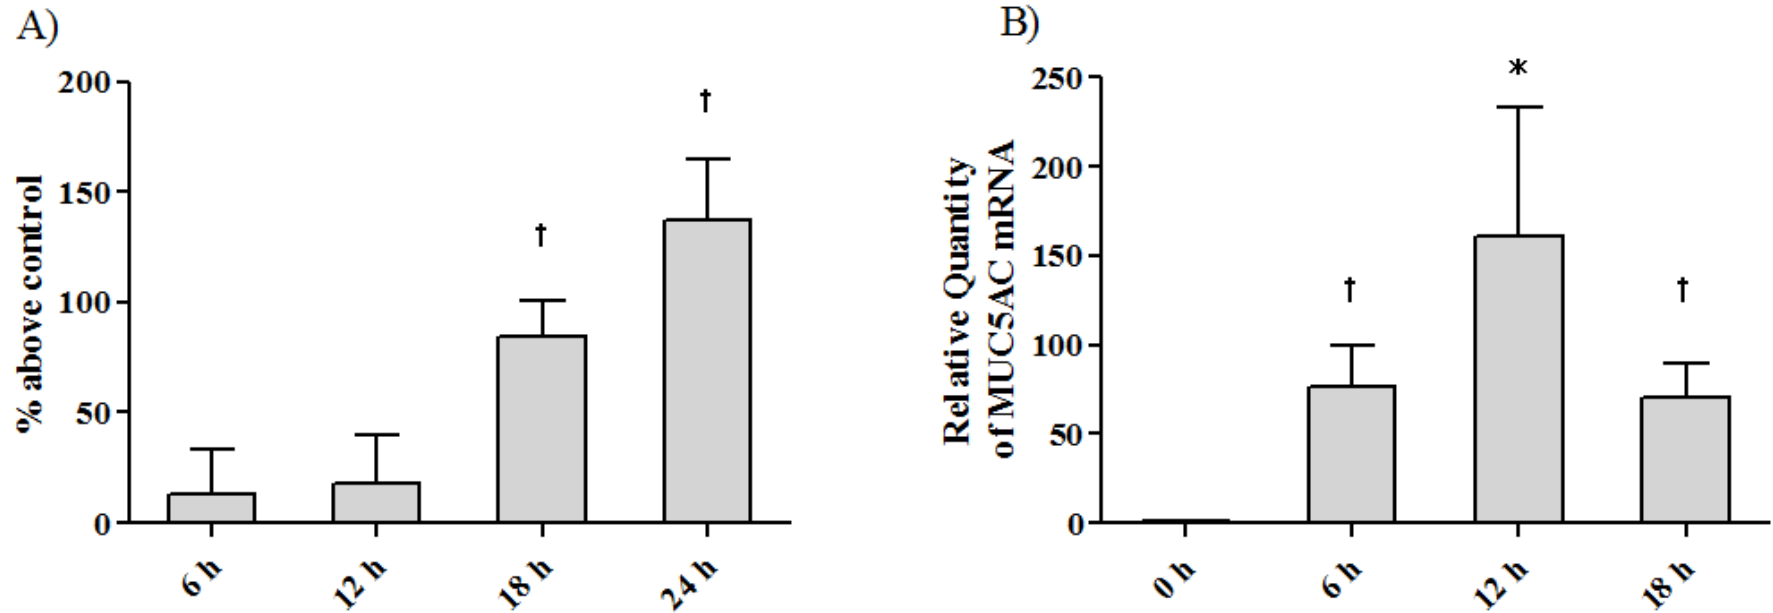 A)
% above control
200
150
100
50
0
†
†
6 h
12 h
18 h
24 h
B)
Relative Quantity
of MUC5AC mRNA
250
200
150
100
50
0
†
*
†
0 h
6 h
12 h
18 h